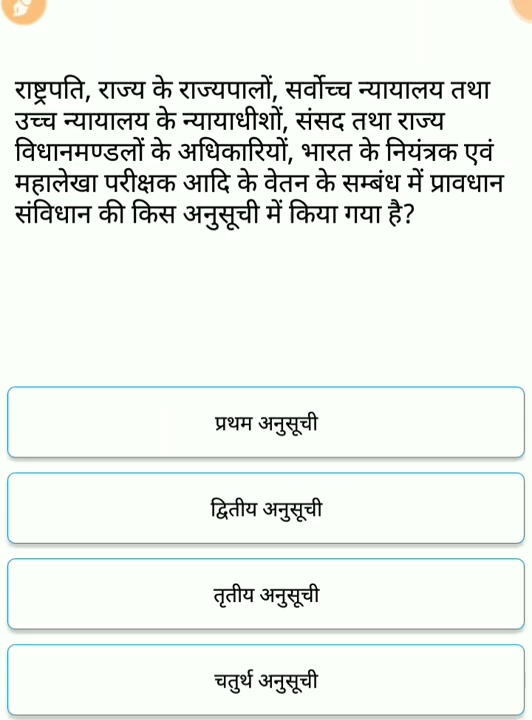 राष्ट्रपति, राज्य के राज्यपालों, सर्वोच्च न्यायालय तथा
उच्च न्यायालय के न्यायाधीशों, संसद तथा राज्य
विधानमण्डलों के अधिकारियों, भारत के नियंत्रक एवं
महालेखा परीक्षक आदि के वेतन के सम्बंध में प्रावधान
संविधान की किस अनुसूची में किया गया है?
प्रथम अनुसूची
द्वितीय अनुसूची
तृतीय अनुसूची
चतुर्थ अनुसूची